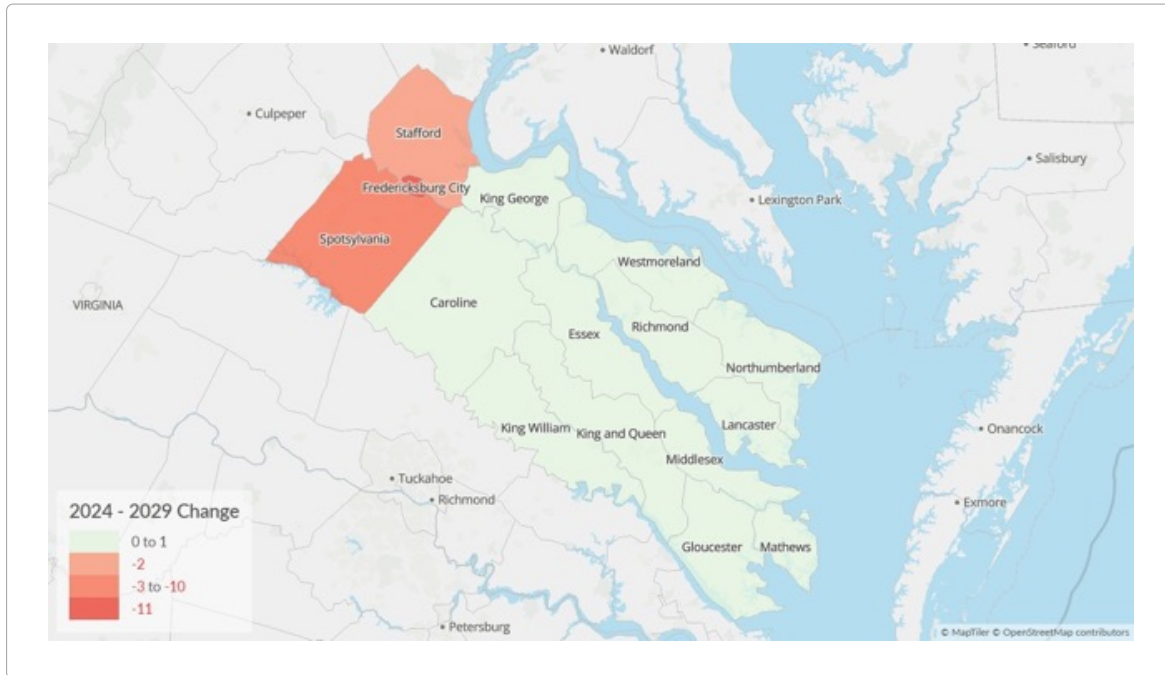 Waldorf
Seaford
Culpeper
Stafford
Salisbury
Fredericksburg City
King George
Lexington Park
Spotsylvania
Westmoreland
VIRGINIA
Caroline
Essex
Richmond
Northumberland
Lancaster
King William
King and Queen
Onancock
Middlesex
Tuckahoe
Richmond
Exmore
Gloucester
Mathews
Petersburg
2024 - 2029 Change
0 to 1
-2
-3 to -10
-11
© MapTiler © OpenStreetMap contributors